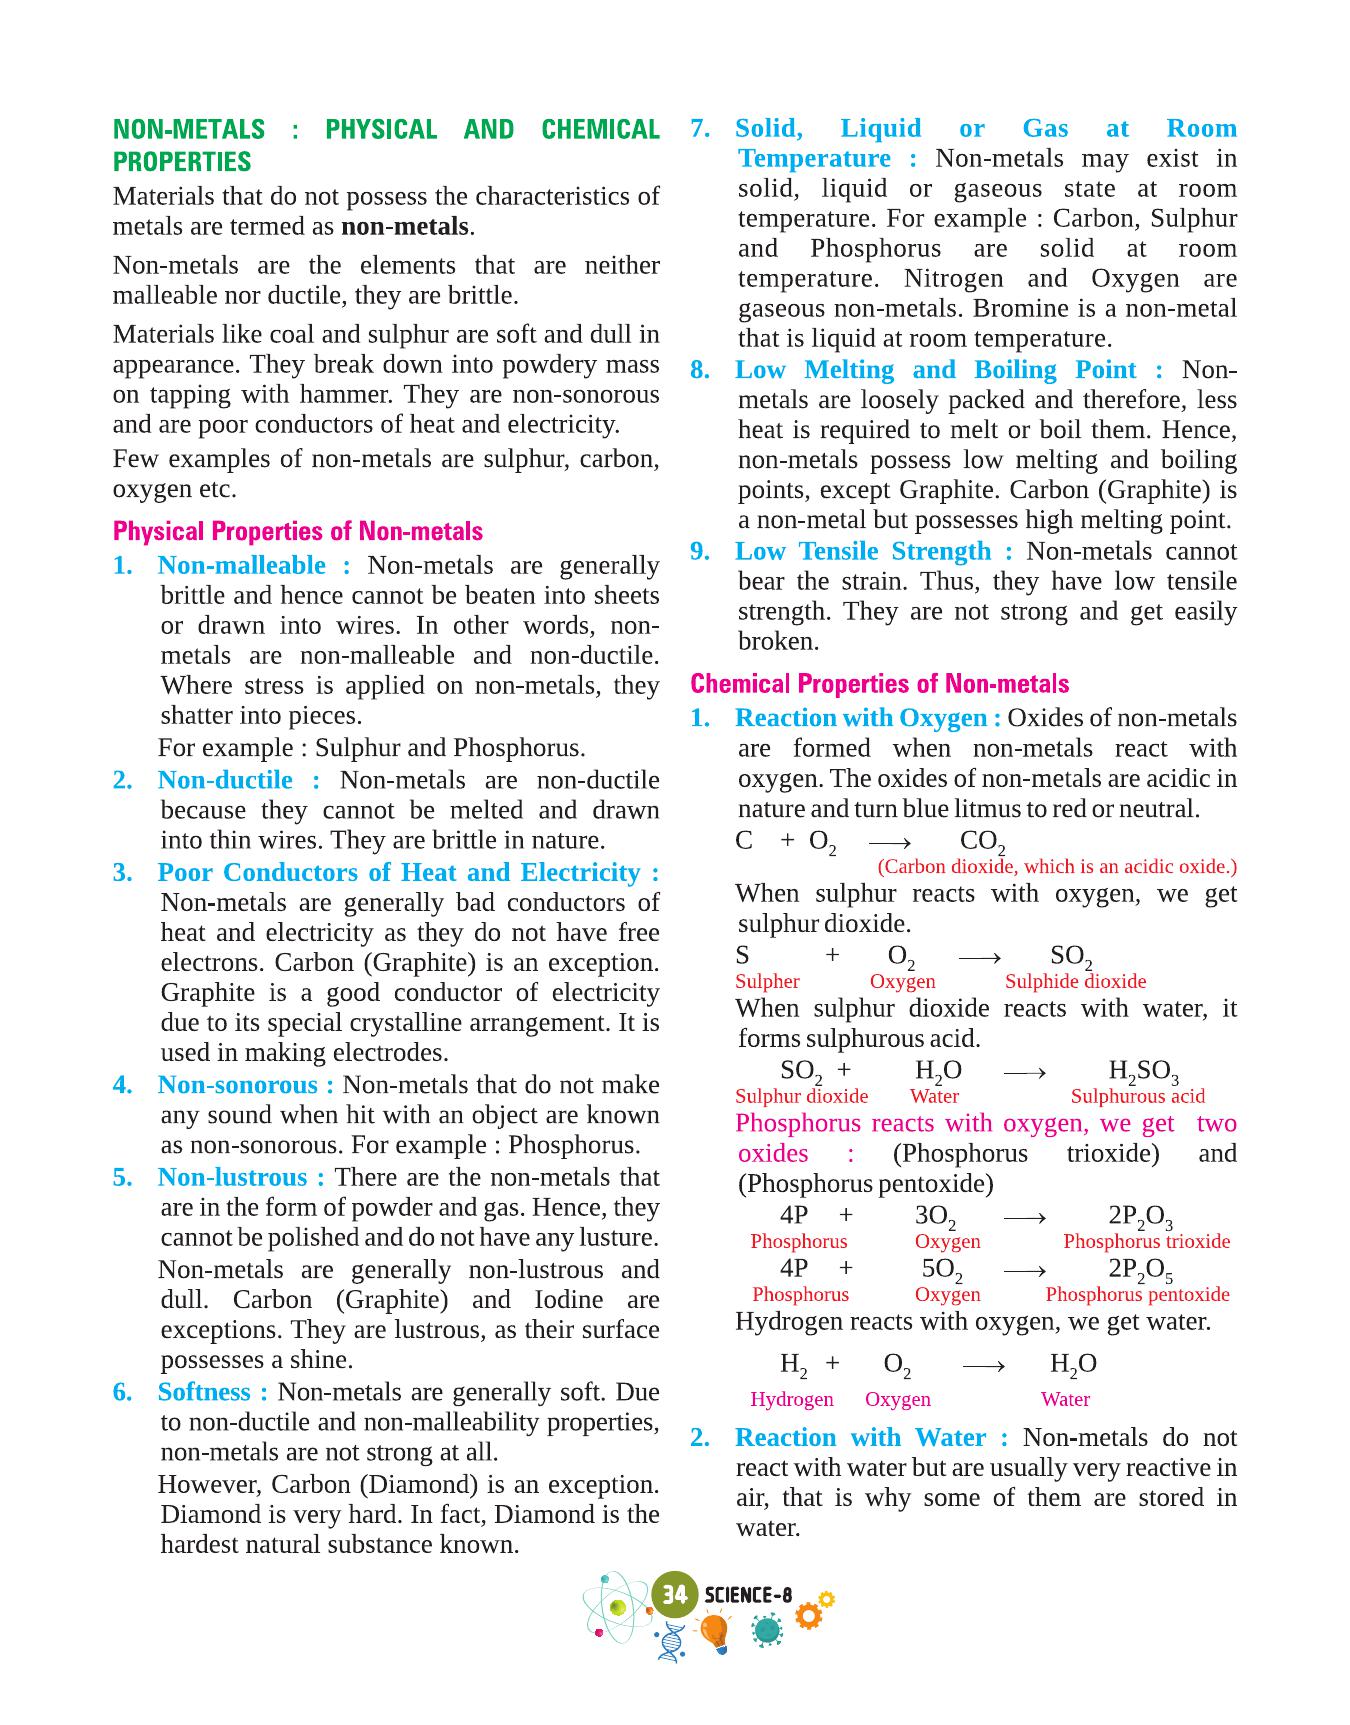 NON-METALS : PHYSICAL AND CHEMICAL
PROPERTIES
Materials that do not possess the characteristics of
metals are termed as non-metals.
Non-metals are the elements that are neither
malleable nor ductile, they are brittle.
Materials like coal and sulphur are soft and dull in
appearance. They break down into powdery mass
on tapping with hammer. They are non-sonorous
and are poor conductors of heat and electricity.
Few examples of non-metals are sulphur, carbon,
oxygen etc.
Physical Properties of Non-metals
1. Non-malleable : Non-metals are generally
brittle and hence cannot be beaten into sheets
or drawn into wires. In other words, non-
metals are non-malleable and non-ductile.
Where stress is applied on non-metals, they
shatter into pieces.
For example : Sulphur and Phosphorus.
2. Non-ductile : Non-metals are non-ductile
because they cannot be melted and drawn
into thin wires. They are brittle in nature.
3. Poor Conductors of Heat and Electricity :
Non-metals are generally bad conductors of
heat and electricity as they do not have free
electrons. Carbon (Graphite) is an exception.
Graphite is a good conductor of electricity
due to its special crystalline arrangement. It is
used in making electrodes.
4. Non-sonorous : Non-metals that do not make
any sound when hit with an object are known
as non-sonorous. For example : Phosphorus.
5. Non-lustrous : There are the non-metals that
are in the form of powder and gas. Hence, they
cannot be polished and do not have any lusture.
Non-metals are generally non-lustrous and
dull. Carbon (Graphite) and Iodine are
exceptions. They are lustrous, as their surface
possesses a shine.
6. Softness : Non-metals are generally soft. Due
to non-ductile and non-malleability properties,
non-metals are not strong at all.
However, Carbon (Diamond) is an exception.
Diamond is very hard. In fact, Diamond is the
hardest natural substance known.
7. Solid, Liquid or Gas at Room
Temperature : Non-metals may exist in
solid, liquid or gaseous state at room
temperature. For example : Carbon, Sulphur
and Phosphorus are solid at room
temperature. Nitrogen and Oxygen are
gaseous non-metals. Bromine is a non-metal
that is liquid at room temperature.
8. Low Melting and Boiling Point : Non-
metals are loosely packed and therefore, less
heat is required to melt or boil them. Hence,
non-metals possess low melting and boiling
points, except Graphite. Carbon (Graphite) is
a non-metal but possesses high melting point.
9. Low Tensile Strength : Non-metals cannot
bear the strain. Thus, they have low tensile
strength. They are not strong and get easily
broken.
Chemical Properties of Non-metals
1. Reaction with Oxygen : Oxides of non-metals
are formed when non-metals react with
oxygen. The oxides of non-metals are acidic in
nature and turn blue litmus to red or neutral.
C + O₂ ⟶ CO₂
(Carbon dioxide, which is an acidic oxide.)
When sulphur reacts with oxygen, we get
sulphur dioxide.
S + O₂ ⟶ SO₂
Sulpher Oxygen Sulphide dioxide
When sulphur dioxide reacts with water, it
forms sulphurous acid.
SO₂ + H₂O ⟶ H₂SO₃
Sulphur dioxide Water Sulphurous acid
Phosphorus reacts with oxygen, we get two
oxides : (Phosphorus trioxide) and
(Phosphorus pentoxide)
4P + 3O₂ ⟶ 2P₂O₃
Phosphorus Oxygen Phosphorus trioxide
4P + 5O₂ ⟶ 2P₂O₅
Phosphorus Oxygen Phosphorus pentoxide
Hydrogen reacts with oxygen, we get water.
H₂ + O₂ ⟶ H₂O
Hydrogen Oxygen Water
2. Reaction with Water : Non-metals do not
react with water but are usually very reactive in
air, that is why some of them are stored in
water.
34 SCIENCE-8